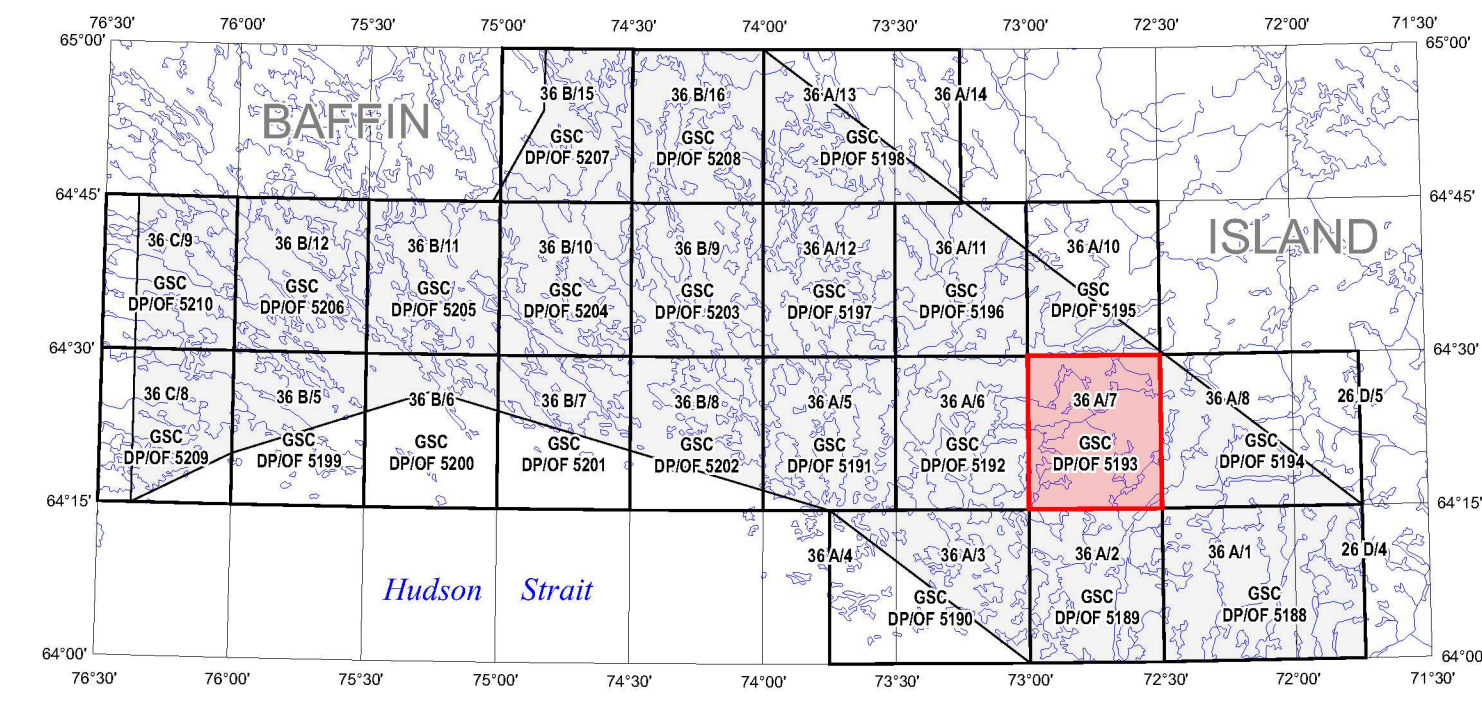 76°30' 76°00' 75°30' 75°00' 74°30' 74°00' 73°30' 73°00' 72°30' 72°00' 71°30'
65°00' 65°00'
36 B/15 36 B/16 36 A/13 36 A/14
BAFFIN
GSC GSC GSC
DP/OF 5207 DP/OF 5208 DP/OF 5198
64°45' 64°45'
ISLAND
36 C/9 36 B/12 36 B/11 36 B/10 36 B/9 36 A/12 36 A/11 36 A/10
GSC GSC GSC GSC GSC GSC GSC GSC
DP/OF 5210 DP/OF 5206 DP/OF 5205 DP/OF 5204 DP/OF 5203 DP/OF 5197 DP/OF 5196 DP/OF 5195
64°30' 64°30'
36 C/8 36 B/5 36 B/6 36 B/7 36 B/8 36 A/5 36 A/6 36 A/7 36 A/8 26 D/5
GSC GSC GSC GSC GSC GSC GSC GSC GSC
DP/OF 5209 DP/OF 5199 DP/OF 5200 DP/OF 5201 DP/OF 5202 DP/OF 5191 DP/OF 5192 DP/OF 5193 DP/OF 5194
64°15' 64°15'
36 A/4 36 A/3 36 A/2 36 A/1 26 D/4
Hudson Strait
GSC GSC GSC
DP/OF 5190 DP/OF 5189 DP/OF 5188
64°00' 64°00'
76°30' 76°00' 75°30' 75°00' 74°30' 74°00' 73°30' 73°00' 72°30' 72°00' 71°30'